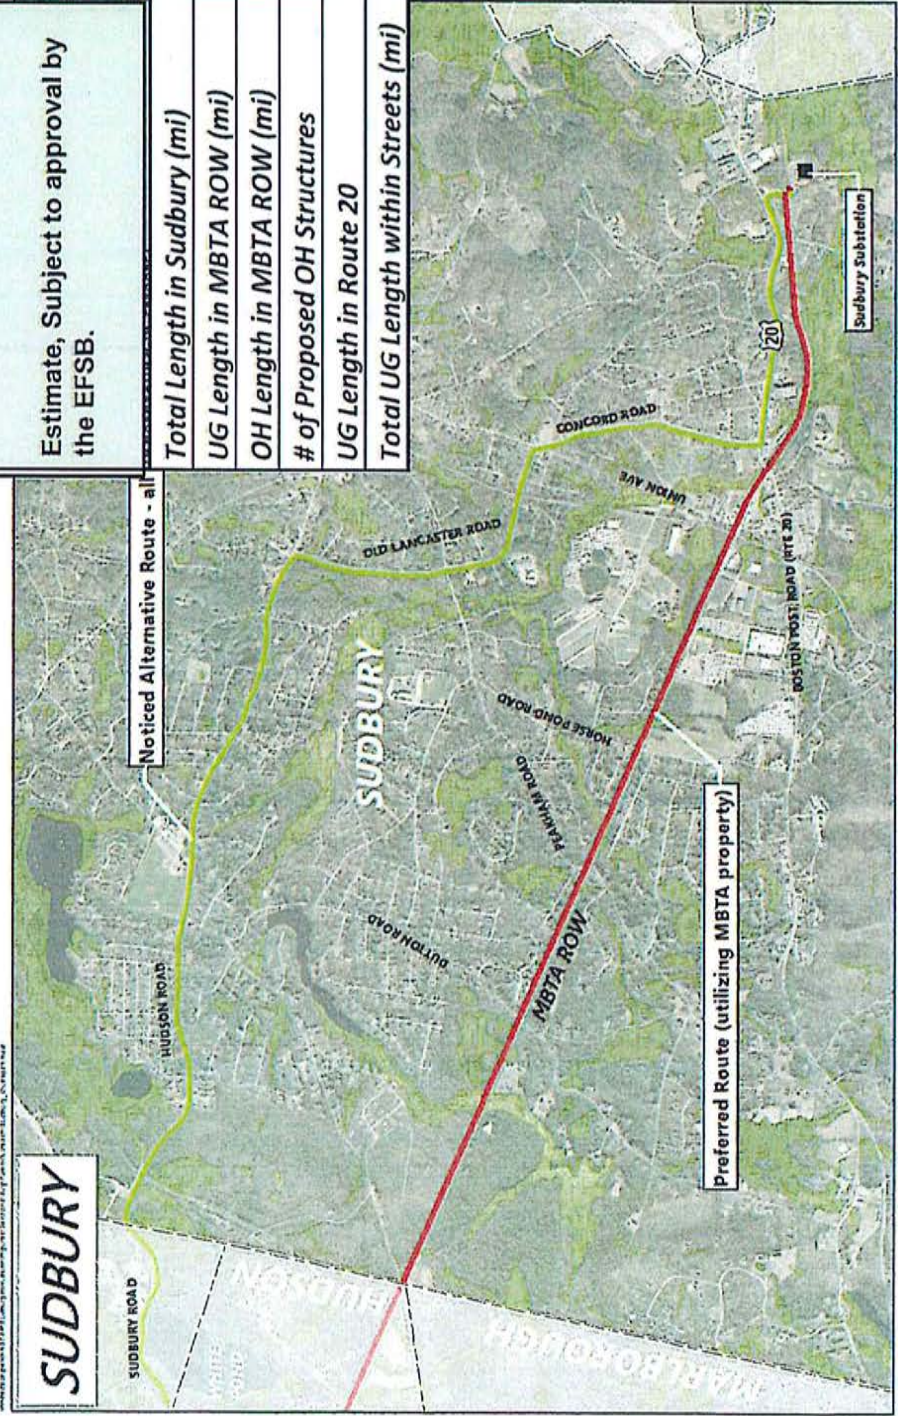 SUDBURY
Estimate, Subject to approval by
the EFSB.
Noticed Alternative Route - all
Total Length in Sudbury (mi)
UG Length in MBTA ROW (mi)
OH Length in MBTA ROW (mi)
# of Proposed OH Structures
UG Length in Route 20
Total UG Length within Streets (mi)
SUDBURY ROAD
HUDSON ROAD
OLD LANCASTER ROAD
CONCORD ROAD
UNION AVE
SUDBURY
HORSE POND ROAD
PEAKHAM ROAD
DUTTON ROAD
MBTA ROW
20
BOSTON POST ROAD (RTE 20)
Sudbury Substation
Preferred Route (utilizing MBTA property)
HUDSON
MARLBOROUGH